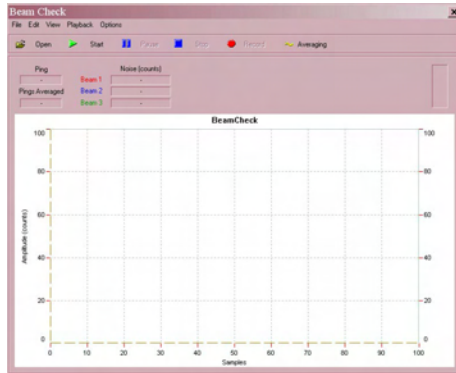 Beam Check
File Edit View Playback Options
Open Start Pause Stop Record Averaging
Ping Noise (counts)
- Beam 1 -
Pings Averaged Beam 2 -
- Beam 3 -
BeamCheck
100 100
80 80
60 60
Amplitude (counts)
40 40
20 20
0 0
0 10 20 30 40 50 60 70 80 90 100
Samples